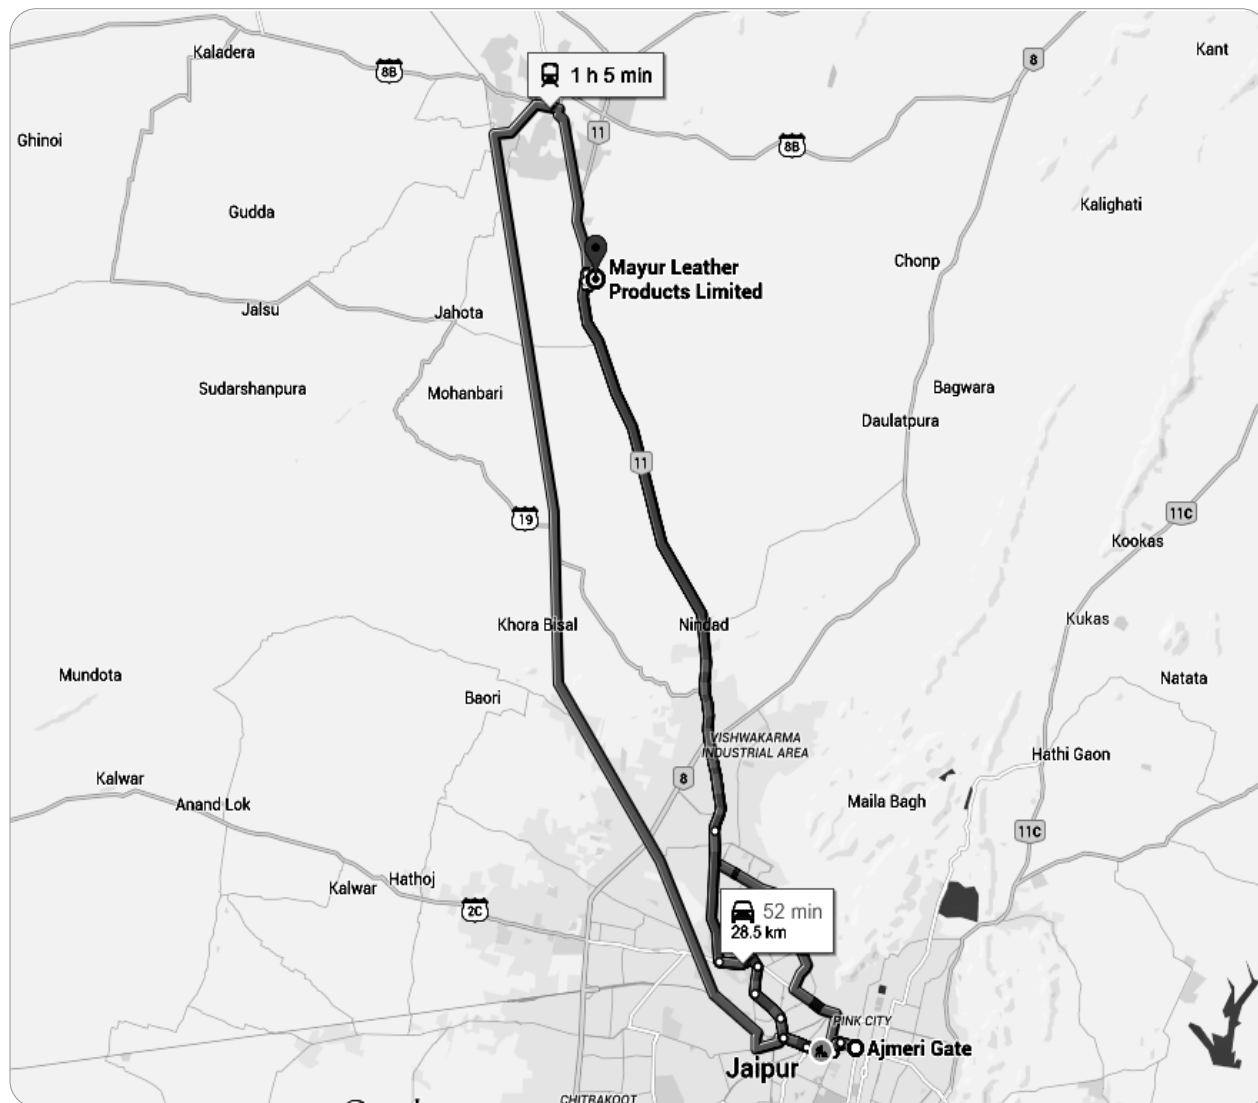 Kaladera
8B
1 h 5 min
8
Kant
Ghinoi
11
8B
Gudda
Kalighati
Chonp
Mayur Leather
Products Limited
Jalsu
Jahota
Sudarshanpura
Mohanbari
Bagwara
Daulatpura
11
19
11C
Kookas
Khora Bisal
Nindad
Kukas
Mundota
Baori
Natata
VISHWAKARMA
INDUSTRIAL AREA
Hathi Gaon
Kalwar
8
Anand Lok
Maila Bagh
11C
Kalwar
Hathoj
2C
52 min
28.5 km
PINK CITY
Ajmeri Gate
Jaipur
CHITRAKOOT